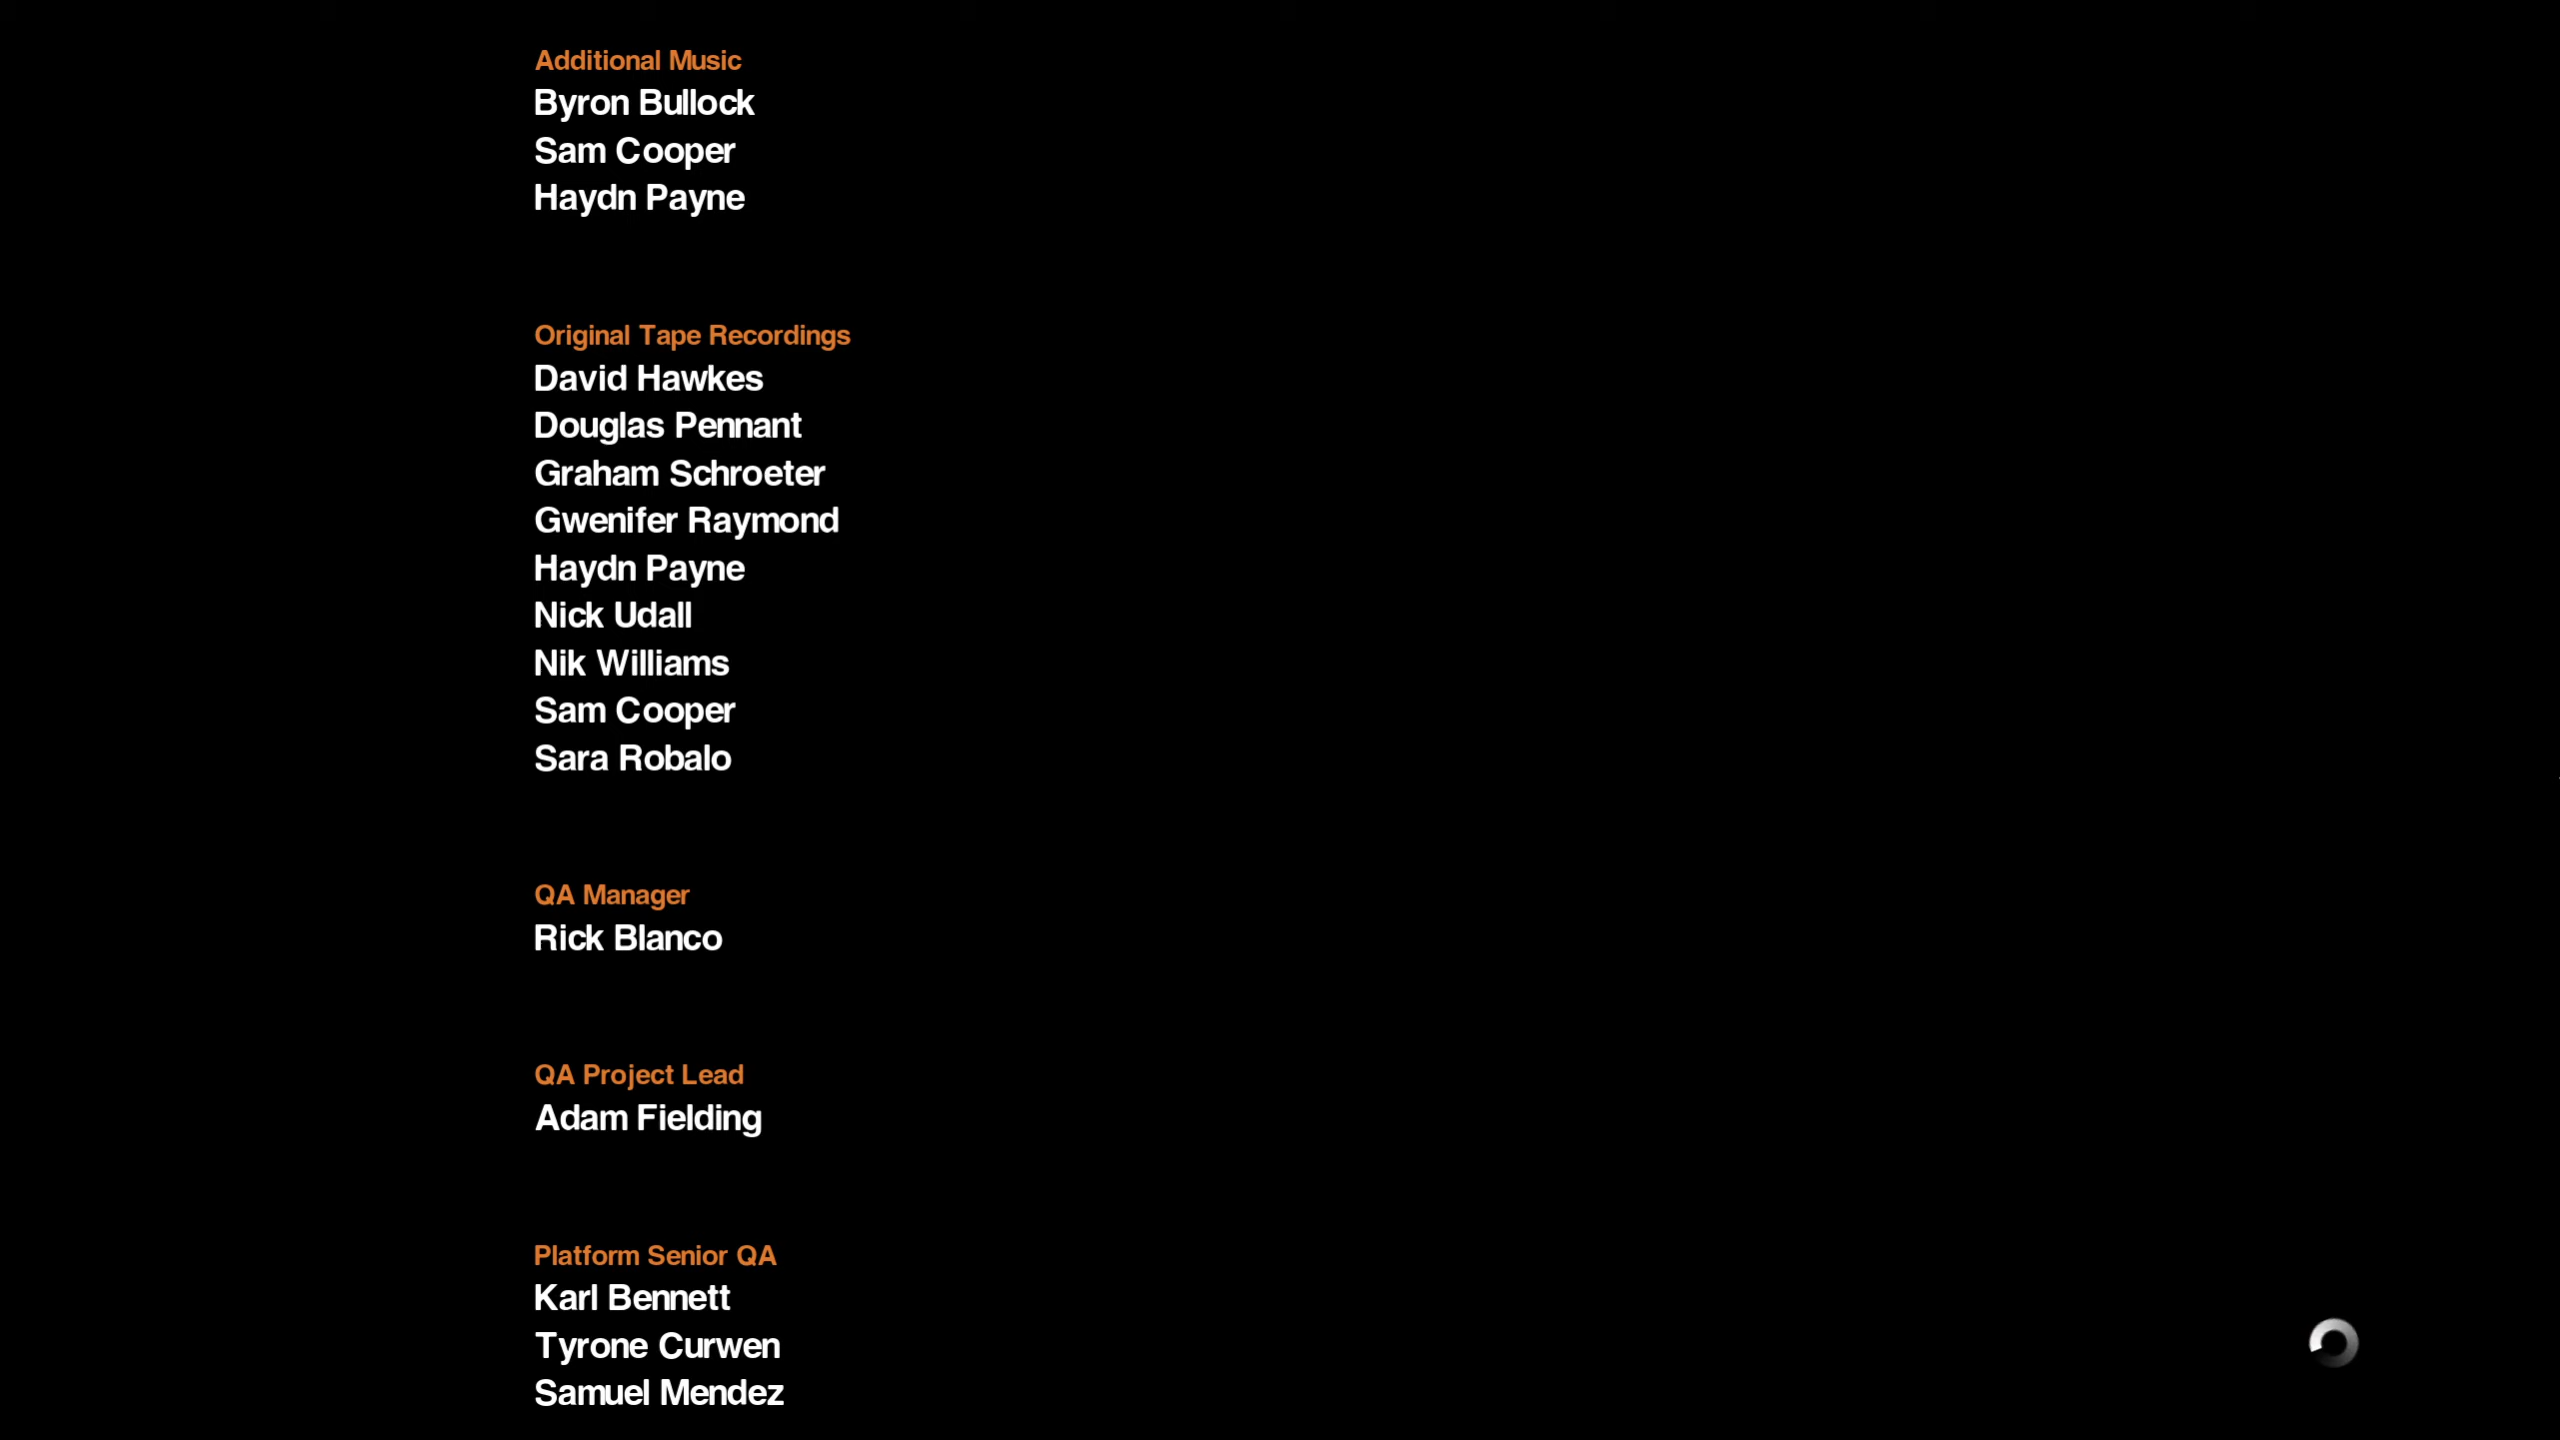 Additional Music
Byron Bullock
Sam Cooper
Haydn Payne
Original Tape Recordings
David Hawkes
Douglas Pennant
Graham Schroeter
Gwenifer Raymond
Haydn Payne
Nick Udall
Nik Williams
Sam Cooper
Sara Robalo
QA Manager
Rick Blanco
QA Project Lead
Adam Fielding
Platform Senior QA
Karl Bennett
Tyrone Curwen
Samuel Mendez